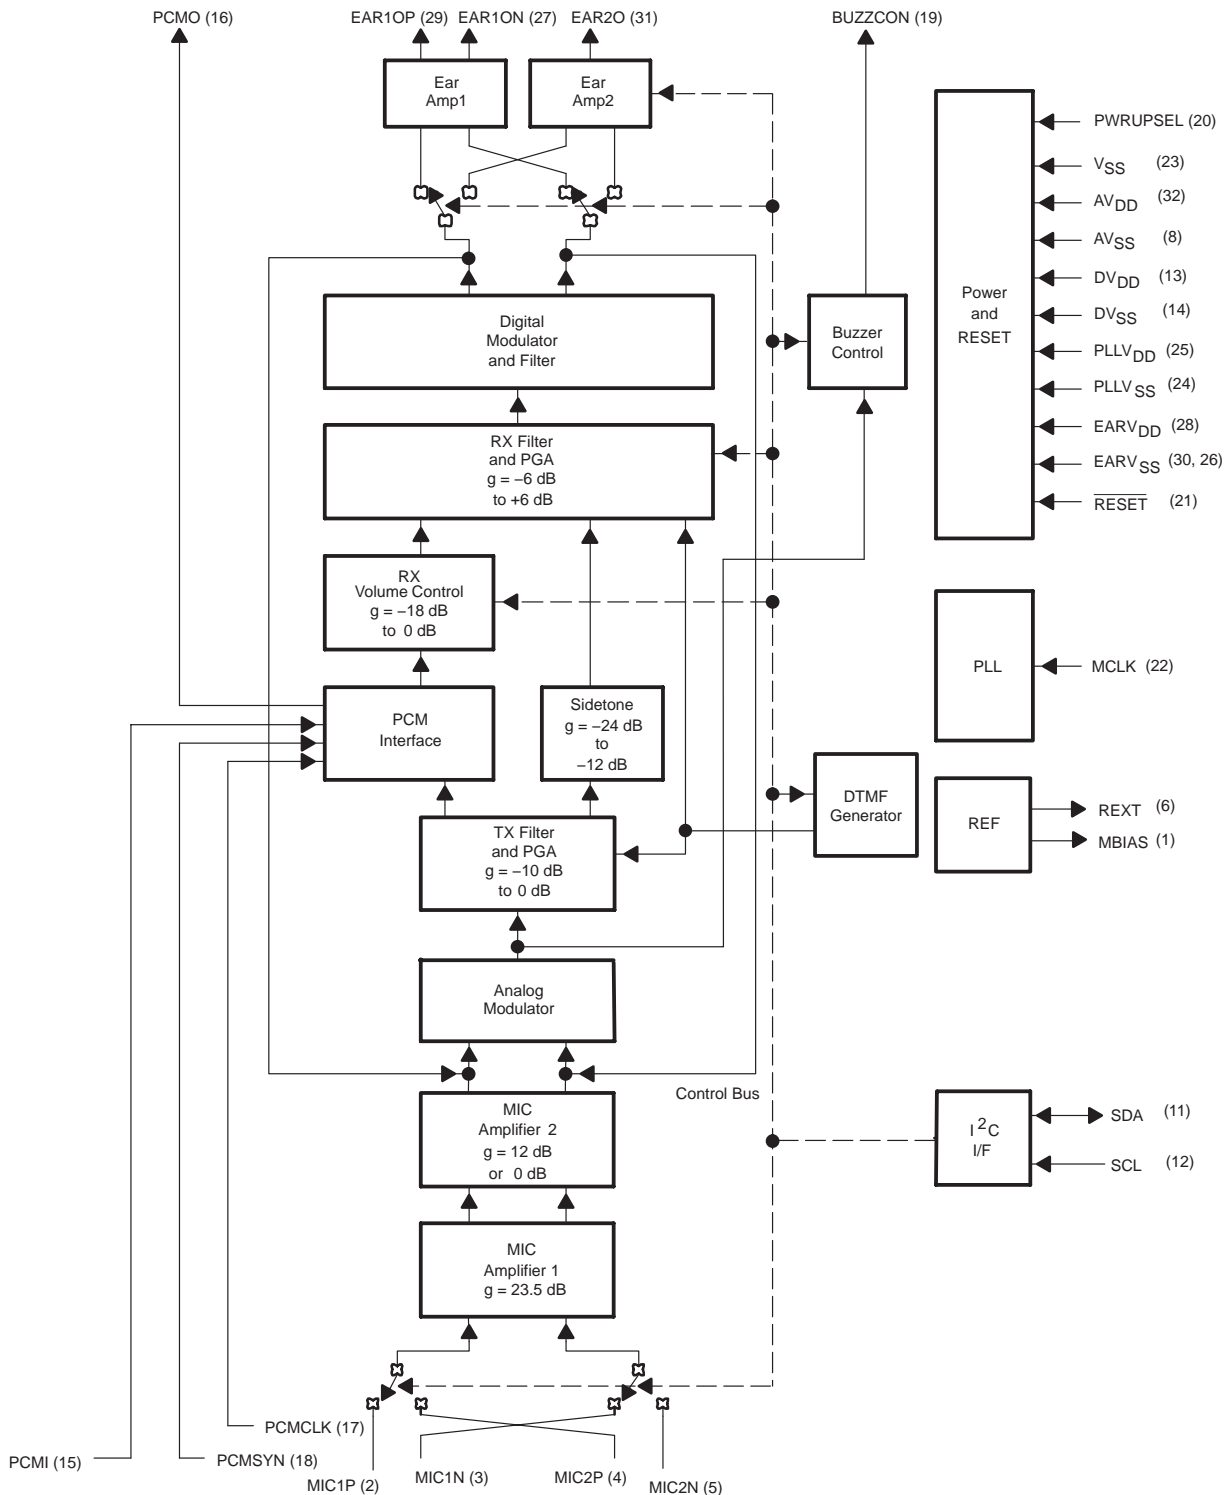 PCMO (16)
EAR1OP (29)
EAR1ON (27)
EAR2O (31)
BUZZCON (19)
Ear
Amp1
Ear
Amp2
Power
and
RESET
PWRUPSEL (20)
VSS (23)
AVDD (32)
AVSS (8)
DVDD (13)
DVSS (14)
PLLVDD (25)
PLLVSS (24)
EARVDD (28)
EARVSS (30, 26)
RESET (21)
Digital
Modulator
and Filter
Buzzer
Control
RX Filter
and PGA
g = –6 dB
to +6 dB
RX
Volume Control
g = –18 dB
to 0 dB
PLL
MCLK (22)
PCM
Interface
Sidetone
g = –24 dB
to
–12 dB
DTMF
Generator
REF
REXT (6)
MBIAS (1)
TX Filter
and PGA
g = –10 dB
to 0 dB
Analog
Modulator
Control Bus
MIC
Amplifier 2
g = 12 dB
or 0 dB
I2C
I/F
SDA (11)
SCL (12)
MIC
Amplifier 1
g = 23.5 dB
PCMCLK (17)
PCMI (15)
PCMSYN (18)
MIC1P (2)
MIC1N (3)
MIC2P (4)
MIC2N (5)